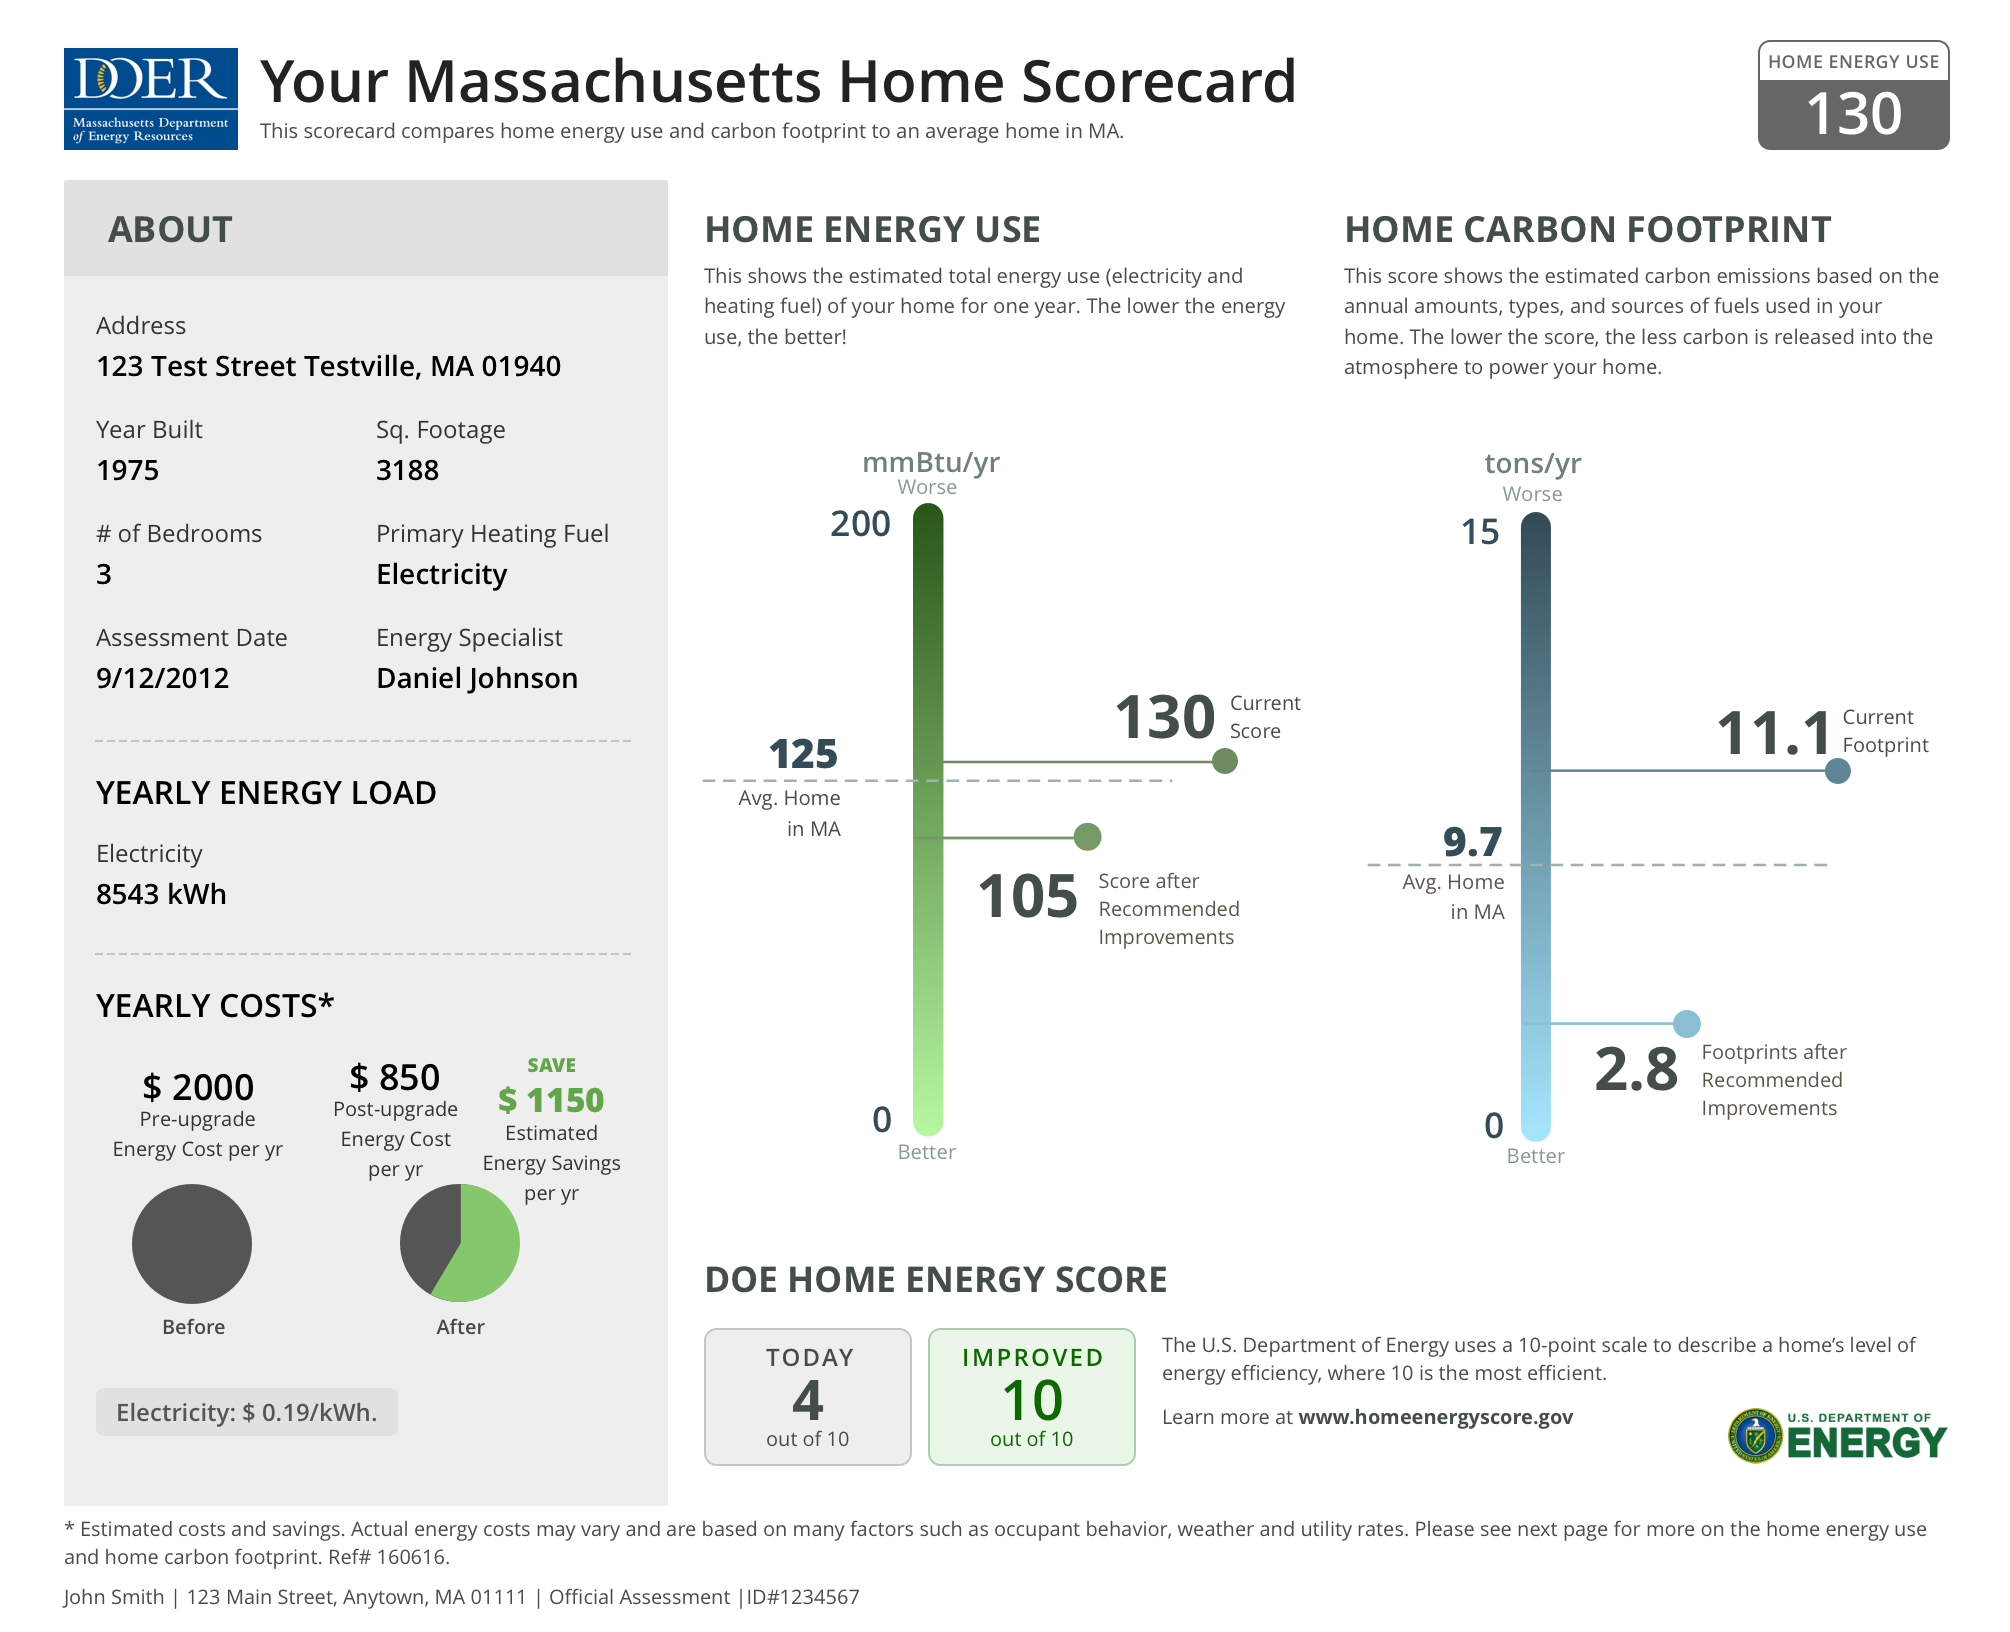 DOER
Massachusetts Department
of Energy Resources
Your Massachusetts Home Scorecard
This scorecard compares home energy use and carbon footprint to an average home in MA.
HOME ENERGY USE
130
ABOUT
Address
123 Test Street Testville, MA 01940
Year Built
1975
Sq. Footage
3188
# of Bedrooms
3
Primary Heating Fuel
Electricity
Assessment Date
9/12/2012
Energy Specialist
Daniel Johnson
YEARLY ENERGY LOAD
Electricity
8543 kWh
YEARLY COSTS*
$ 2000
Pre-upgrade
Energy Cost per yr
$ 850
Post-upgrade
Energy Cost
per yr
SAVE
$ 1150
Estimated
Energy Savings
per yr
Before
After
Electricity: $ 0.19/kWh.
HOME ENERGY USE
This shows the estimated total energy use (electricity and
heating fuel) of your home for one year. The lower the energy
use, the better!
mmBtu/yr
Worse
200
130
Current
Score
125
Avg. Home
in MA
105
Score after
Recommended
Improvements
0
Better
HOME CARBON FOOTPRINT
This score shows the estimated carbon emissions based on the
annual amounts, types, and sources of fuels used in your
home. The lower the score, the less carbon is released into the
atmosphere to power your home.
tons/yr
Worse
15
11.1
Current
Footprint
9.7
Avg. Home
in MA
2.8
Footprints after
Recommended
Improvements
0
Better
DOE HOME ENERGY SCORE
TODAY
4
out of 10
IMPROVED
10
out of 10
The U.S. Department of Energy uses a 10-point scale to describe a home’s level of
energy efficiency, where 10 is the most efficient.
Learn more at www.homeenergyscore.gov
U.S. DEPARTMENT OF
ENERGY
* Estimated costs and savings. Actual energy costs may vary and are based on many factors such as occupant behavior, weather and utility rates. Please see next page for more on the home energy use
and home carbon footprint. Ref# 160616.
John Smith | 123 Main Street, Anytown, MA 01111 | Official Assessment |ID#1234567